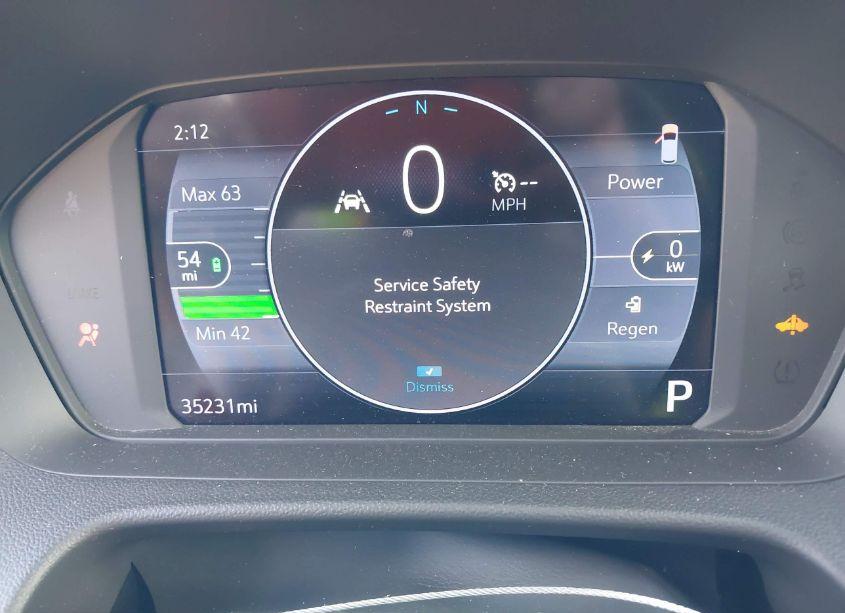 N
2:12
Max 63
0
--
MPH
Power
54
mi
0
kW
Service Safety
Restraint System
Min 42
Regen
Dismiss
35231mi
P